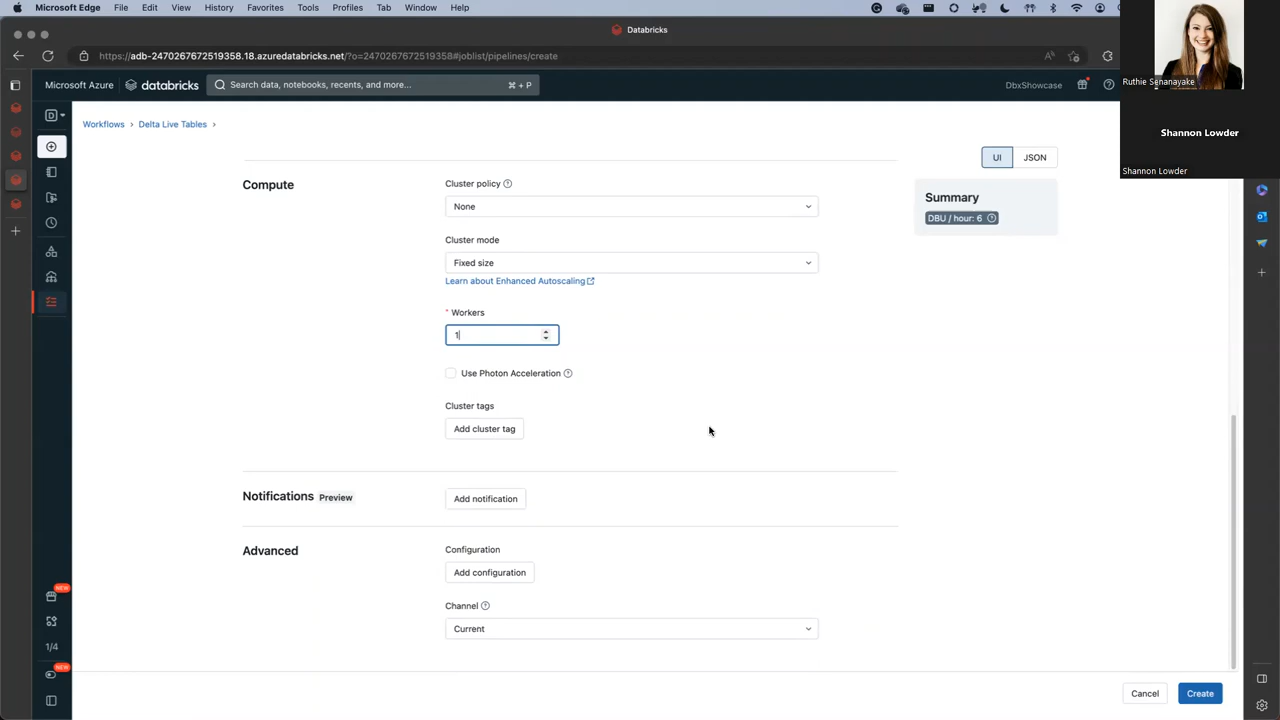 Microsoft Edge File Edit View History Favorites Tools Profiles Tab Window Help
Databricks
https://adb-2470267672519358.18.azuredatabricks.net/?o=2470267672519358#joblist/pipelines/create
Microsoft Azure databricks Search data, notebooks, recents, and more... ⌘ + P DbxShowcase
Ruthie Senanayake
Shannon Lowder
Shannon Lowder
D
Workflows > Delta Live Tables >
UI JSON
Compute
Cluster policy
None
Summary
DBU / hour: 6
Cluster mode
Fixed size
Learn about Enhanced Autoscaling
* Workers
1
Use Photon Acceleration
Cluster tags
Add cluster tag
Notifications Preview
Add notification
Advanced
Configuration
Add configuration
Channel
Current
NEW
1/4
NEW
Cancel Create